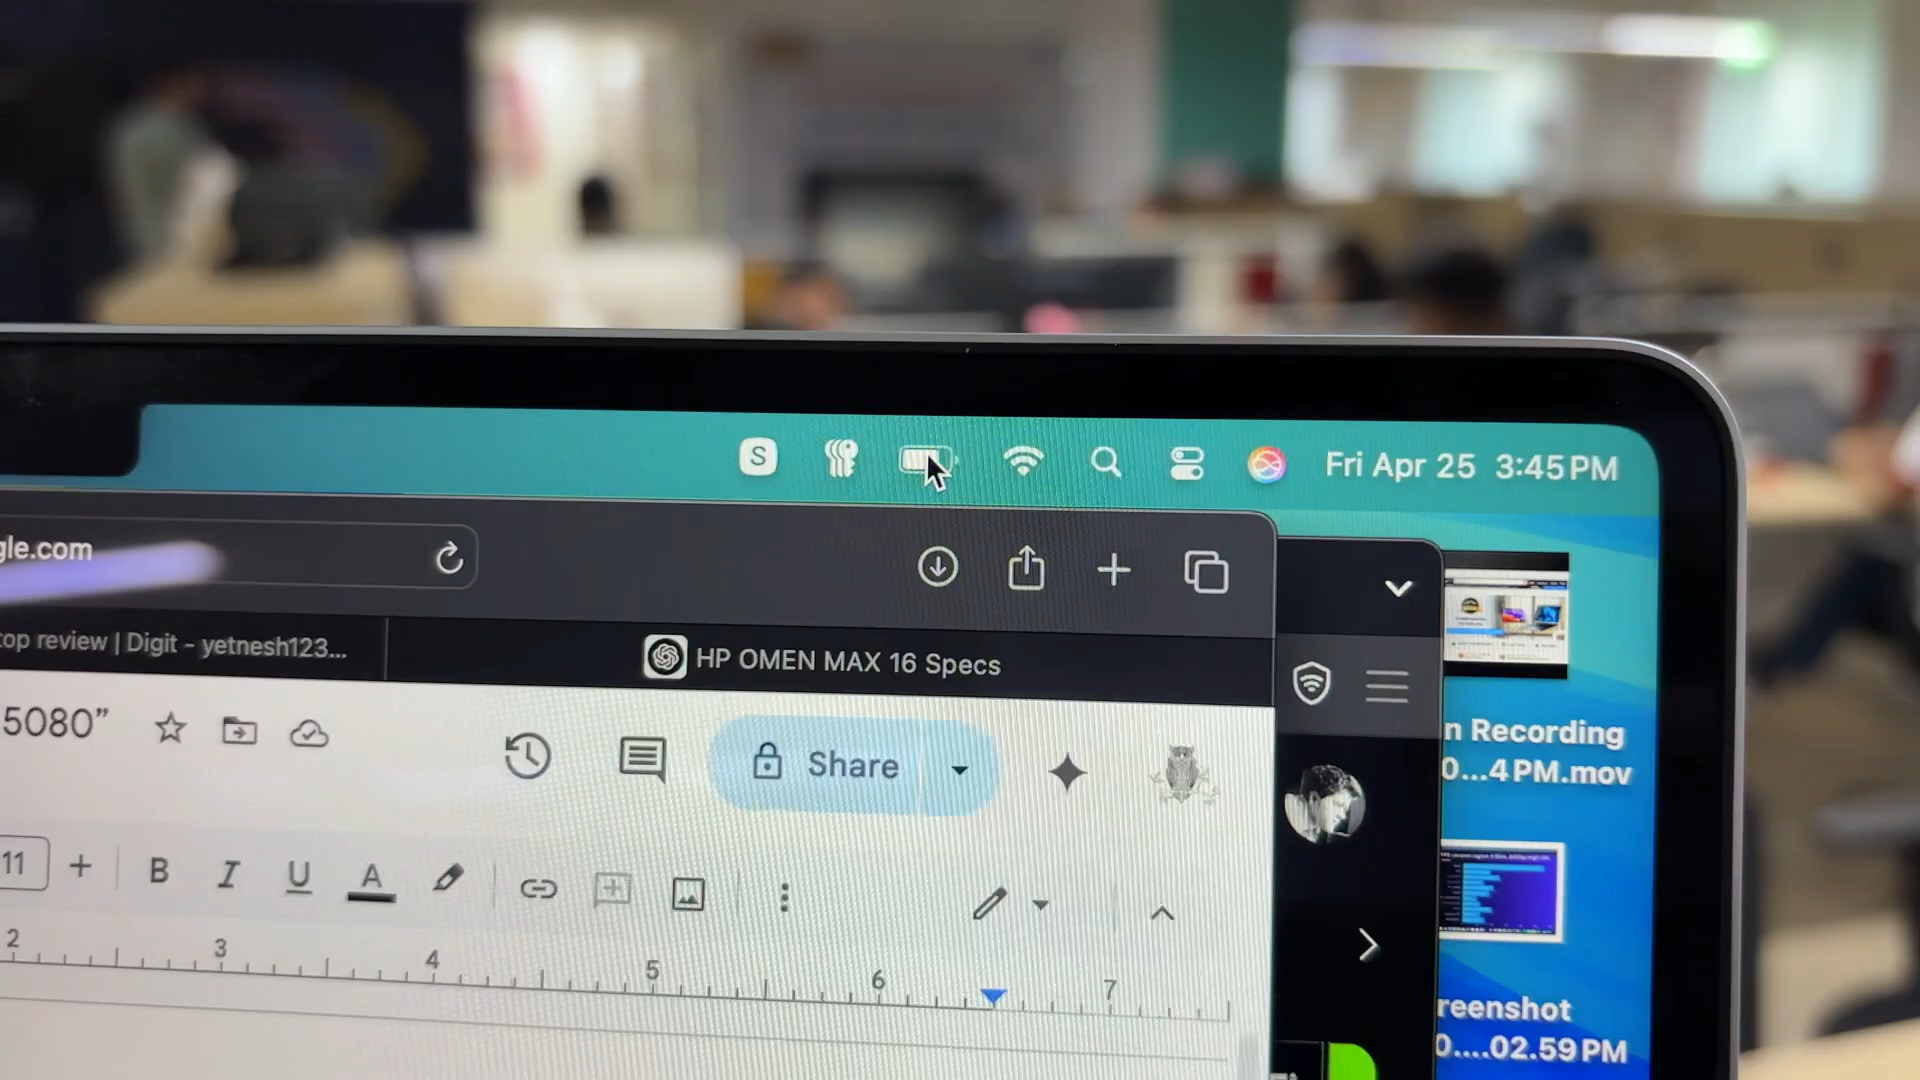 S
Fri Apr 25 3:45 PM
gle.com
top review | Digit - yetnesh123...
HP OMEN MAX 16 Specs
5080”
Share
n Recording
0...4 PM.mov
11
B I U A
2 3 4 5 6 7
reenshot
0....02.59 PM